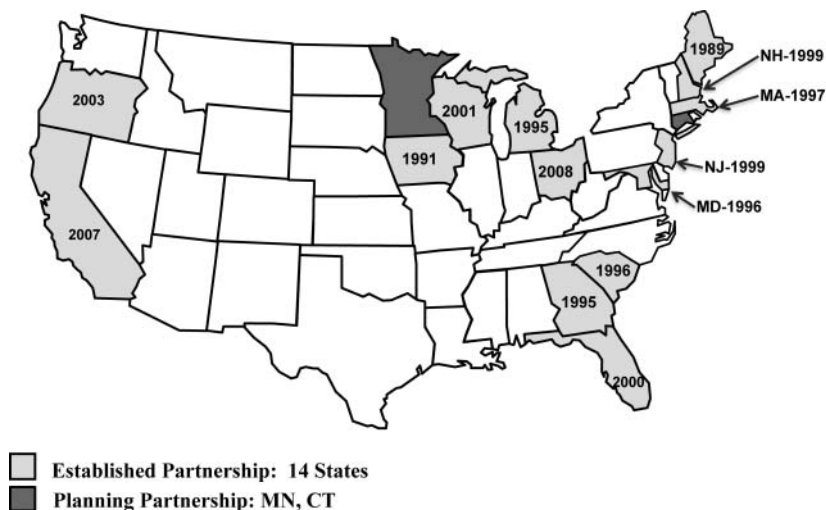 1989
NH-1999
2003
MA-1997
2001
1995
1991
2008
NJ-1999
MD-1996
2007
1996
1995
2000
Established Partnership: 14 States
Planning Partnership: MN, CT